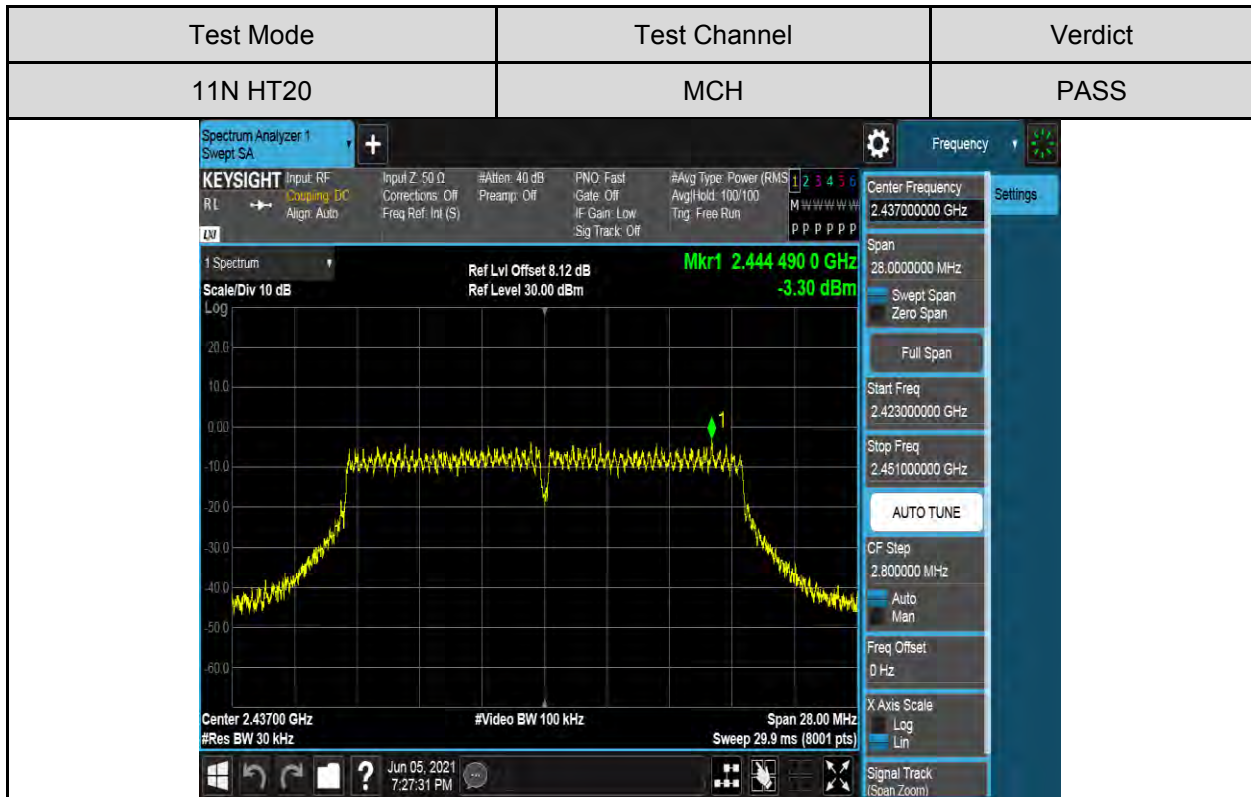 Test Mode Test Channel Verdict
11N HT20 MCH PASS
Spectrum Analyzer 1
Swept SA
+
Frequency
KEYSIGHT Input: RF Input Z: 50 Ω #Atten: 40 dB PNO: Fast #Avg Type: Power (RMS 1 2 3 4 5 6
RL Coupling: DC Corrections: Off Preamp: Off Gate: Off Avg|Hold: 100/100 M W W W W W
Align: Auto Freq Ref: Int (S) IF Gain: Low Trig: Free Run
LXI Sig Track: Off P P P P P P
1 Spectrum
Scale/Div 10 dB
Log
Ref Lvl Offset 8.12 dB
Ref Level 30.00 dBm
Mkr1 2.444 490 0 GHz
-3.30 dBm
1
20.0
10.0
0.00
-10.0
-20.0
-30.0
-40.0
-50.0
-60.0
Center 2.43700 GHz #Video BW 100 kHz Span 28.00 MHz
#Res BW 30 kHz Sweep 29.9 ms (8001 pts)
? Jun 05, 2021
7:27:31 PM
Center Frequency
2.437000000 GHz
Settings
Span
28.0000000 MHz
Swept Span
Zero Span
Full Span
Start Freq
2.423000000 GHz
Stop Freq
2.451000000 GHz
AUTO TUNE
CF Step
2.800000 MHz
Auto
Man
Freq Offset
0 Hz
X Axis Scale
Log
Lin
Signal Track
(Span Zoom)